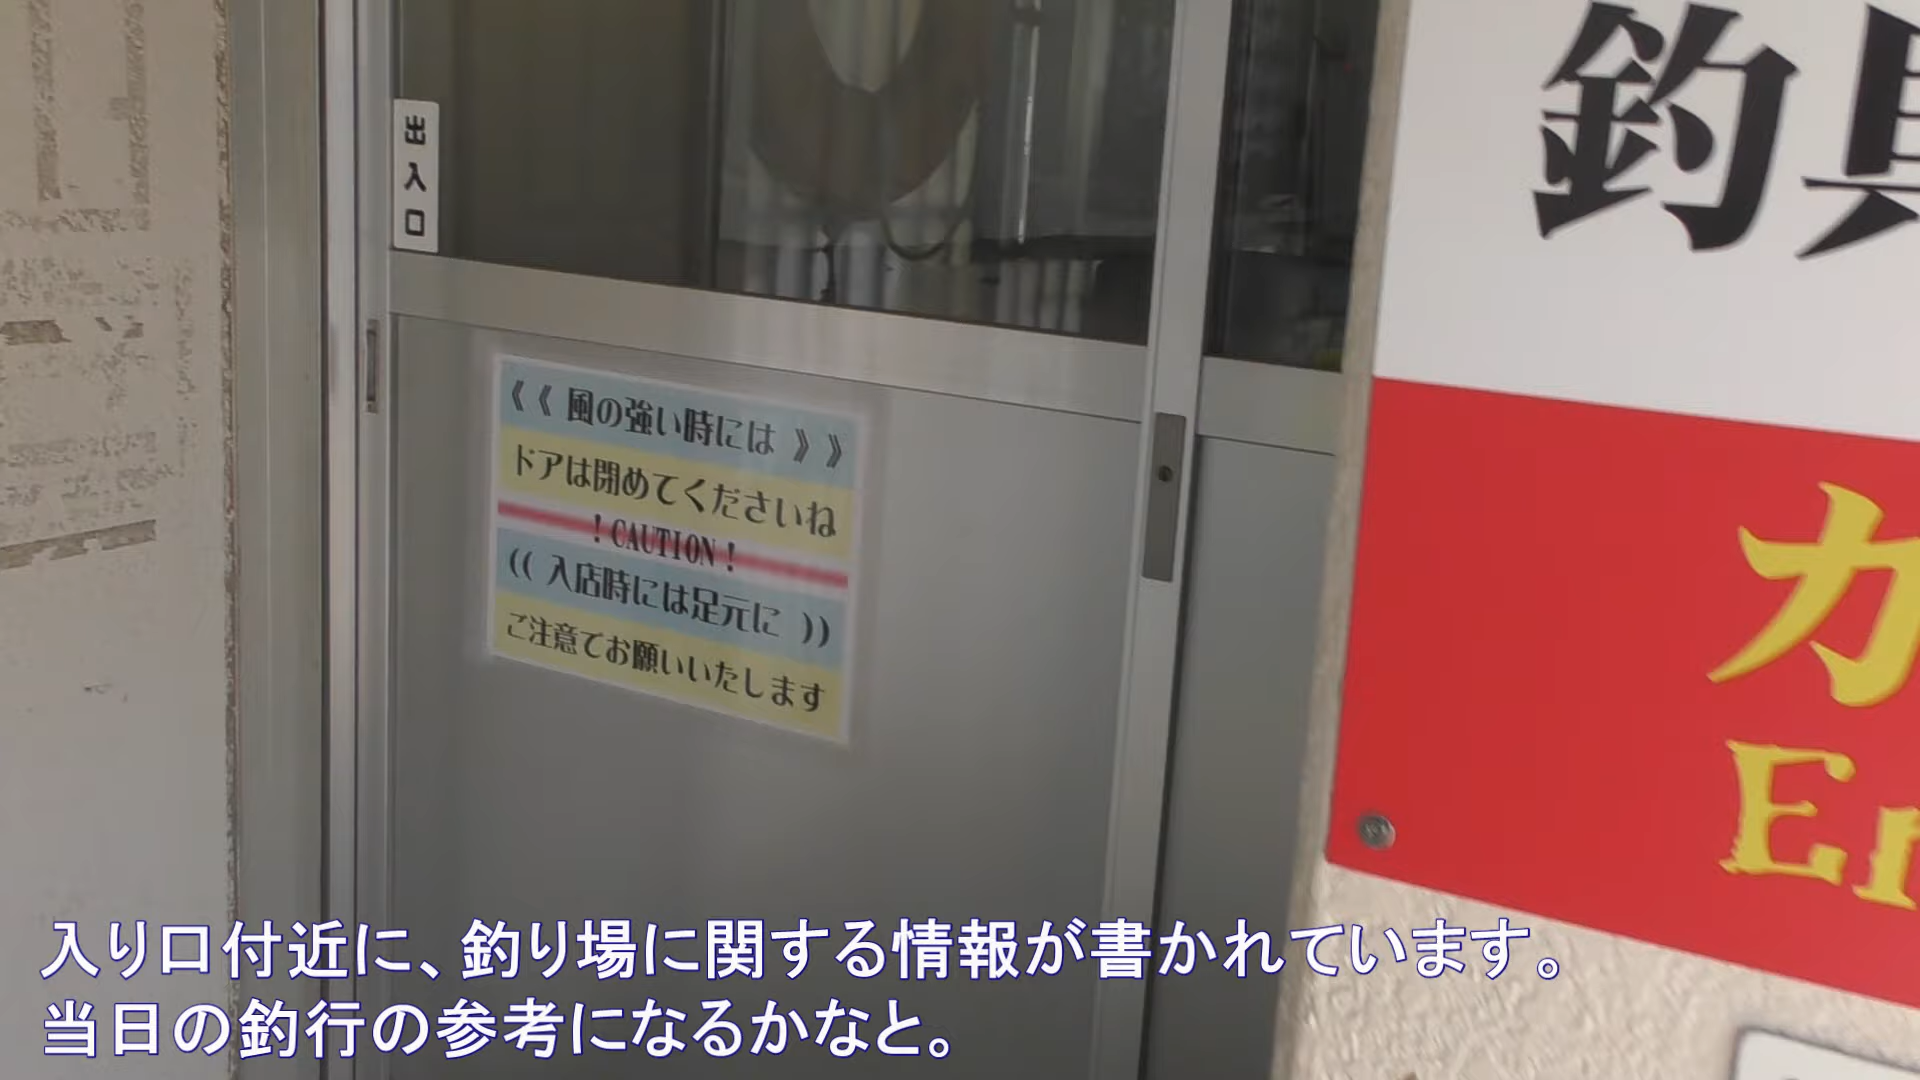 出入口
《《 風の強い時には 》》
ドアは閉めてくださいね
！CAUTION！
(( 入店時には足元に ))
ご注意でお願いいたします
釣具
入り口付近に、釣り場に関する情報が書かれています。
当日の釣行の参考になるかなと。